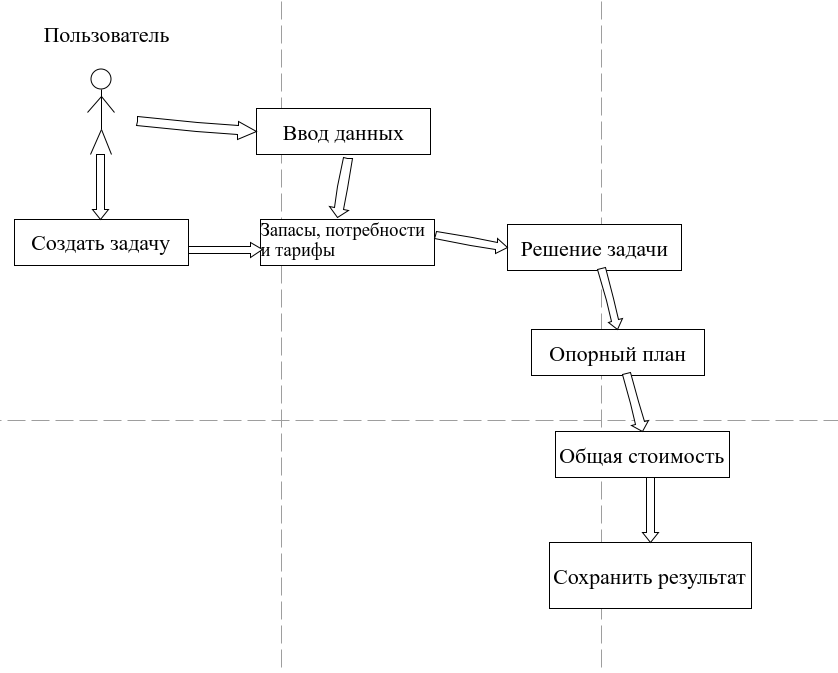 Пользователь
Ввод данных
Создать задачу
Запасы, потребности
и тарифы
Решение задачи
Опорный план
Общая стоимость
Сохранить результат